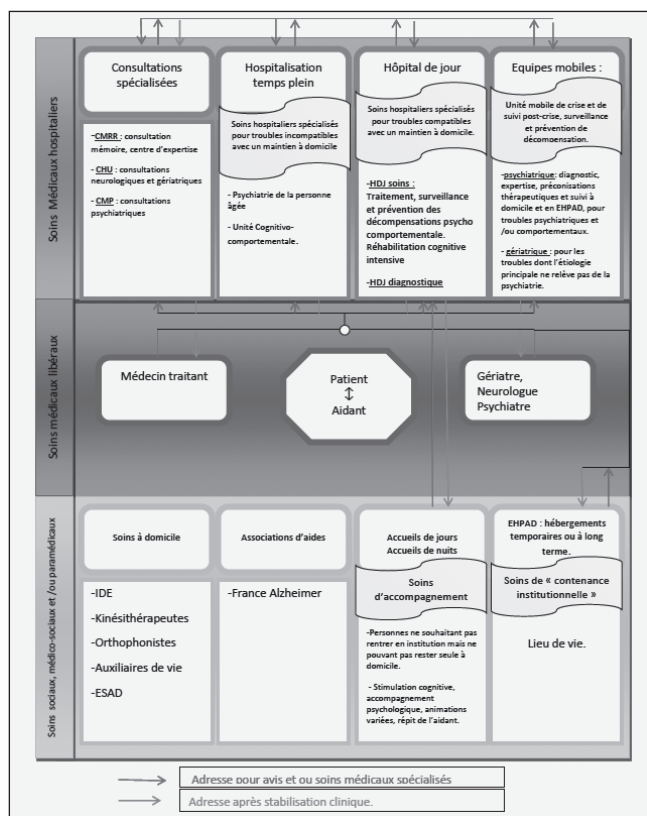 Soins Médicaux hospitaliers
Consultations
spécialisées
-CMRR : consultation
mémoire, centre d'expertise
- CHU : consultations
neurologiques et gériatriques
- CMP : consultations
psychiatriques
Hospitalisation
temps plein
Soins hospitaliers spécialisés
pour troubles incompatibles
avec un maintien à domicile
- Psychiatrie de la personne
âgée
- Unité Cognitivo-
comportementale.
Hôpital de jour
Soins hospitaliers spécialisés
pour troubles compatibles
avec un maintien à domicile.
-HDJ soins :
Traitement, surveillance
et prévention des
décompensations psycho
comportementale.
Réhabilitation cognitive
intensive
-HDJ diagnostique
Equipes mobiles :
Unité mobile de crise et de
suivi post-crise, surveillance
et prévention de
décomoensation.
-psychiatrique: diagnostic,
expertise, préconisations
thérapeutiques et suivi à
domicile et en EHPAD, pour
troubles psychiatriques et
/ou comportementaux.
- gériatrique : pour les
troubles dont l'étiologie
principale ne relève pas de la
psychiatrie.
Soins médicaux libéraux
Médecin traitant
Patient
↕
Aidant
Gériatre,
Neurologue
Psychiatre
Soins sociaux, médico-sociaux et /ou paramédicaux
Soins à domicile
-IDE
-Kinésithérapeutes
-Orthophonistes
-Auxiliaires de vie
-ESAD
Associations d'aides
-France Alzheimer
Accueils de jours
Accueils de nuits
Soins
d'accompagnement
-Personnes ne souhaitant pas
rentrer en institution mais ne
pouvant pas rester seule à
domicile.
- Stimulation cognitive,
accompagnement
psychologique, animations
variées, répit de l'aidant.
EHPAD : hébergements
temporaires ou à long
terme.
Soins de « contenance
institutionnelle »
Lieu de vie.
Adresse pour avis et ou soins médicaux spécialisés
Adresse après stabilisation clinique.